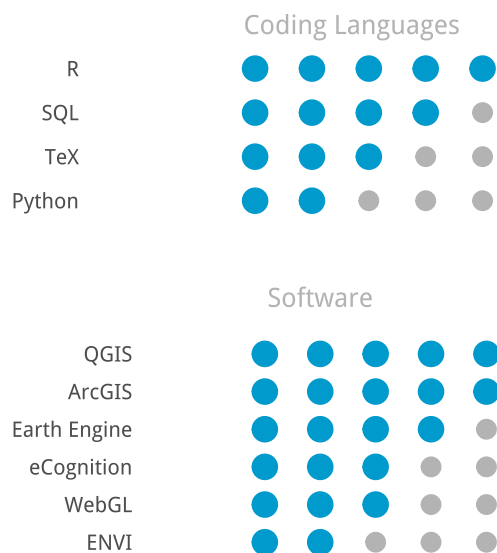 Coding Languages
R
SQL
TeX
Python
Software
QGIS
ArcGIS
Earth Engine
eCognition
WebGL
ENVI